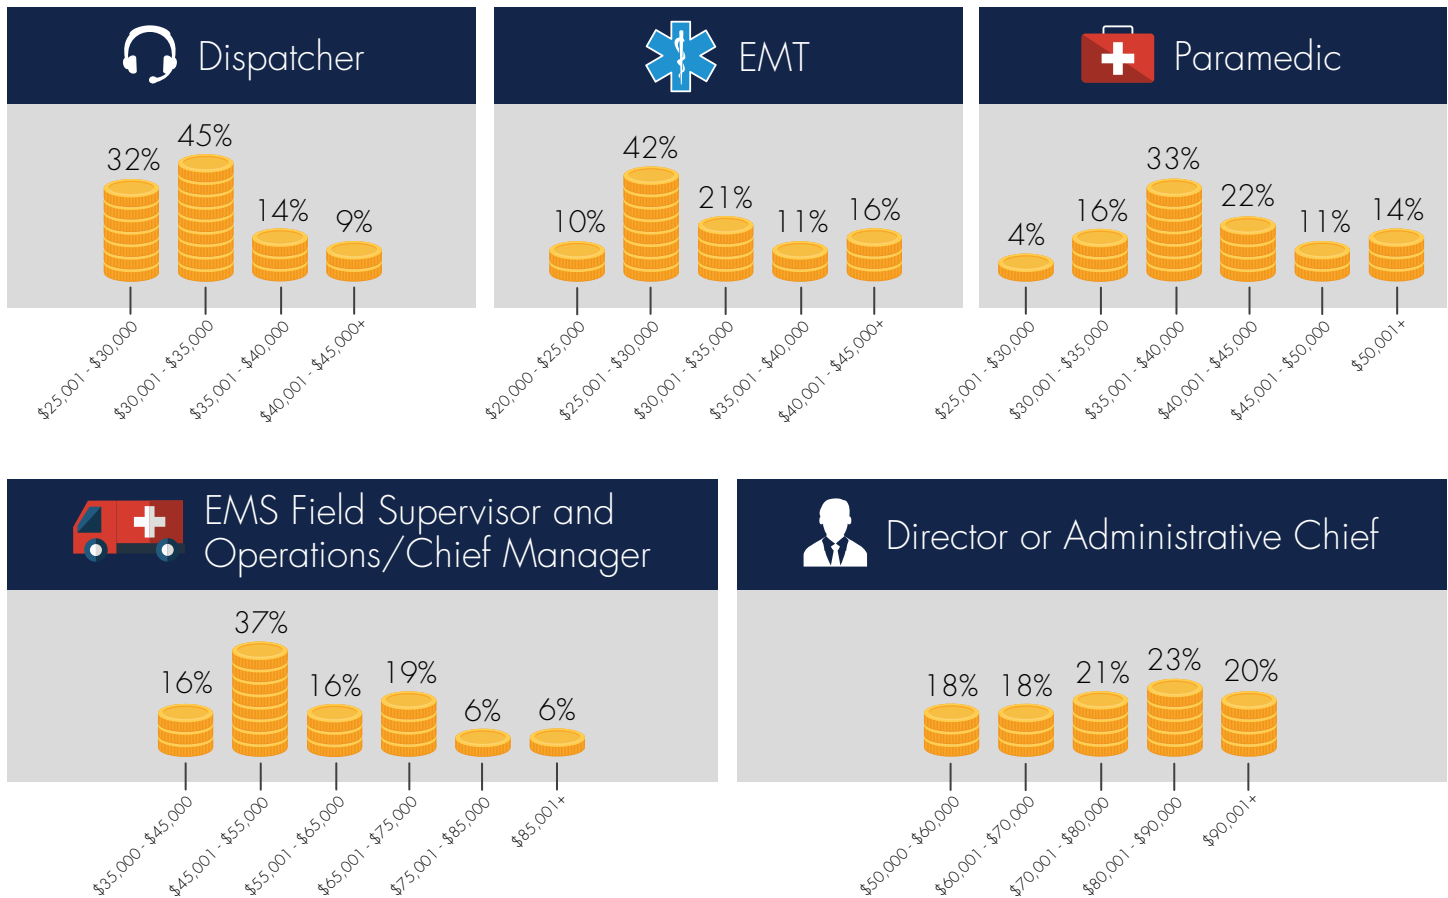 Dispatcher
32%
45%
14%
9%
$25,001 - $30,000
$30,001 - $35,000
$35,001 - $40,000
$40,001 - $45,000+
EMT
10%
42%
21%
11%
16%
$20,000 - $25,000
$25,001 - $30,000
$30,001 - $35,000
$35,001 - $40,000
$40,001 - $45,000+
Paramedic
4%
16%
33%
22%
11%
14%
$25,001 - $30,000
$30,001 - $35,000
$35,001 - $40,000
$40,001 - $45,000
$45,001 - $50,000
$50,001+
EMS Field Supervisor and
Operations/Chief Manager
16%
37%
16%
19%
6%
6%
$35,000 - $45,000
$45,001 - $55,000
$55,001 - $65,000
$65,001 - $75,000
$75,001 - $85,000
$85,001+
Director or Administrative Chief
18%
18%
21%
23%
20%
$50,000 - $60,000
$60,001 - $70,000
$70,001 - $80,000
$80,001 - $90,000
$90,001+